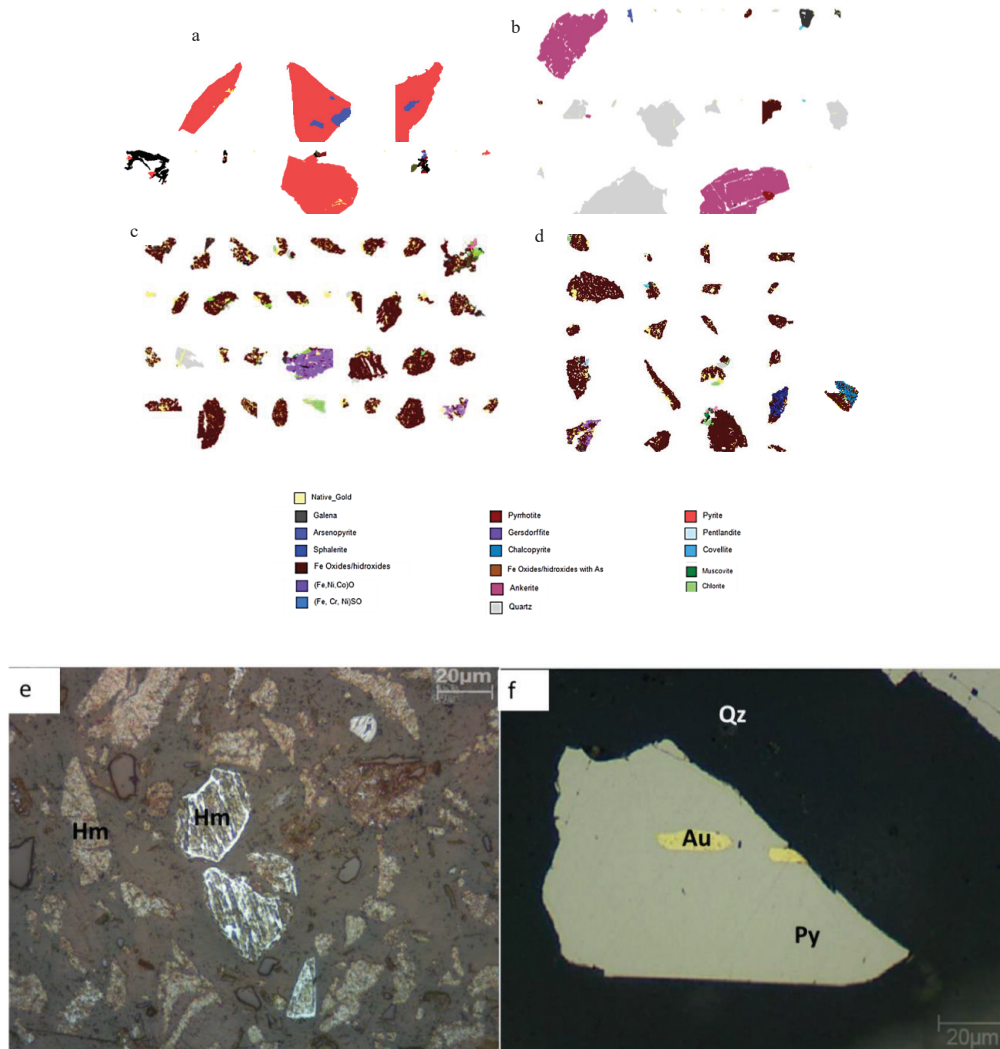 a
b
c
d
Native_Gold
Galena
Arsenopyrite
Sphalerite
Fe Oxides/hidroxides
(Fe,Ni,Co)O
(Fe, Cr, Ni)SO
Pyrrhotite
Gersdorffite
Chalcopyrite
Fe Oxides/hidroxides with As
Ankerite
Quartz
Pyrite
Pentlandite
Covellite
Muscovite
Chlorite
e
20µm
Hm
Hm
f
Qz
Au
Py
20µm